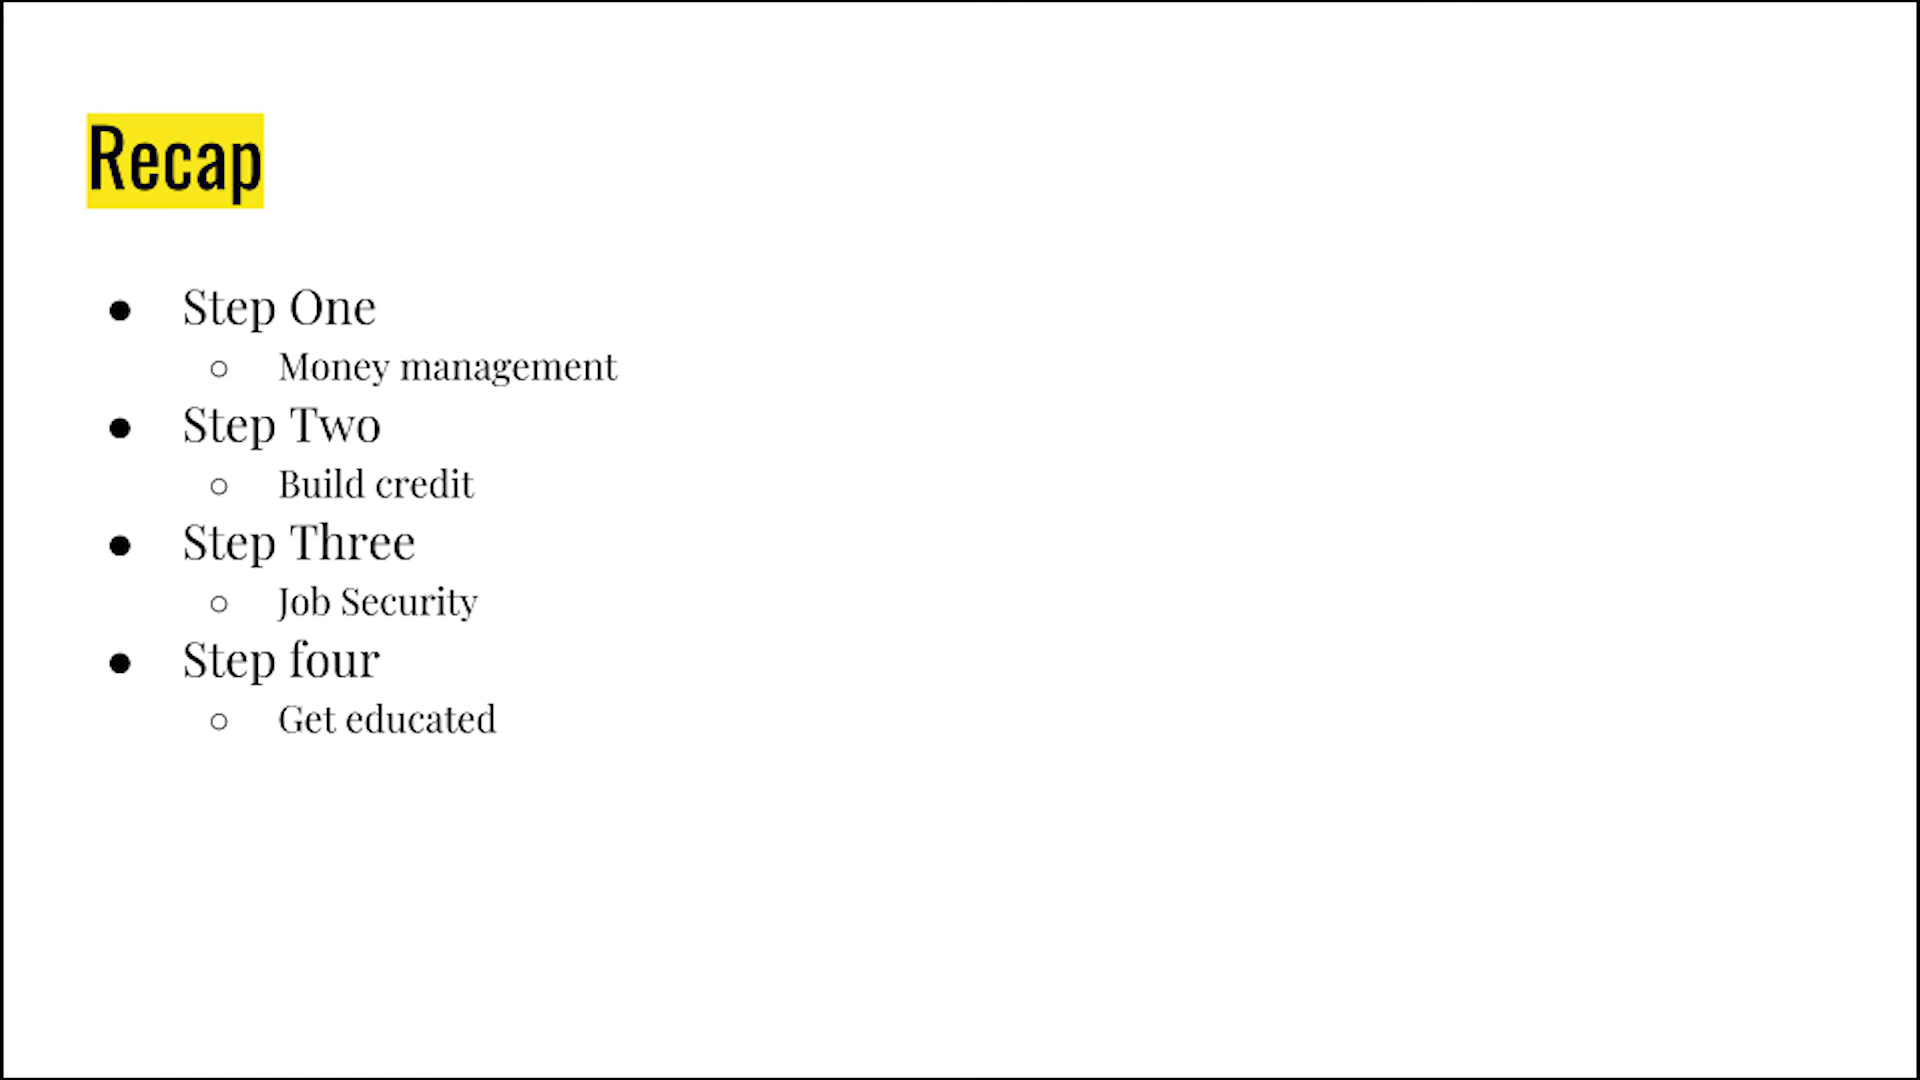 Recap
● Step One
○ Money management
● Step Two
○ Build credit
● Step Three
○ Job Security
● Step four
○ Get educated